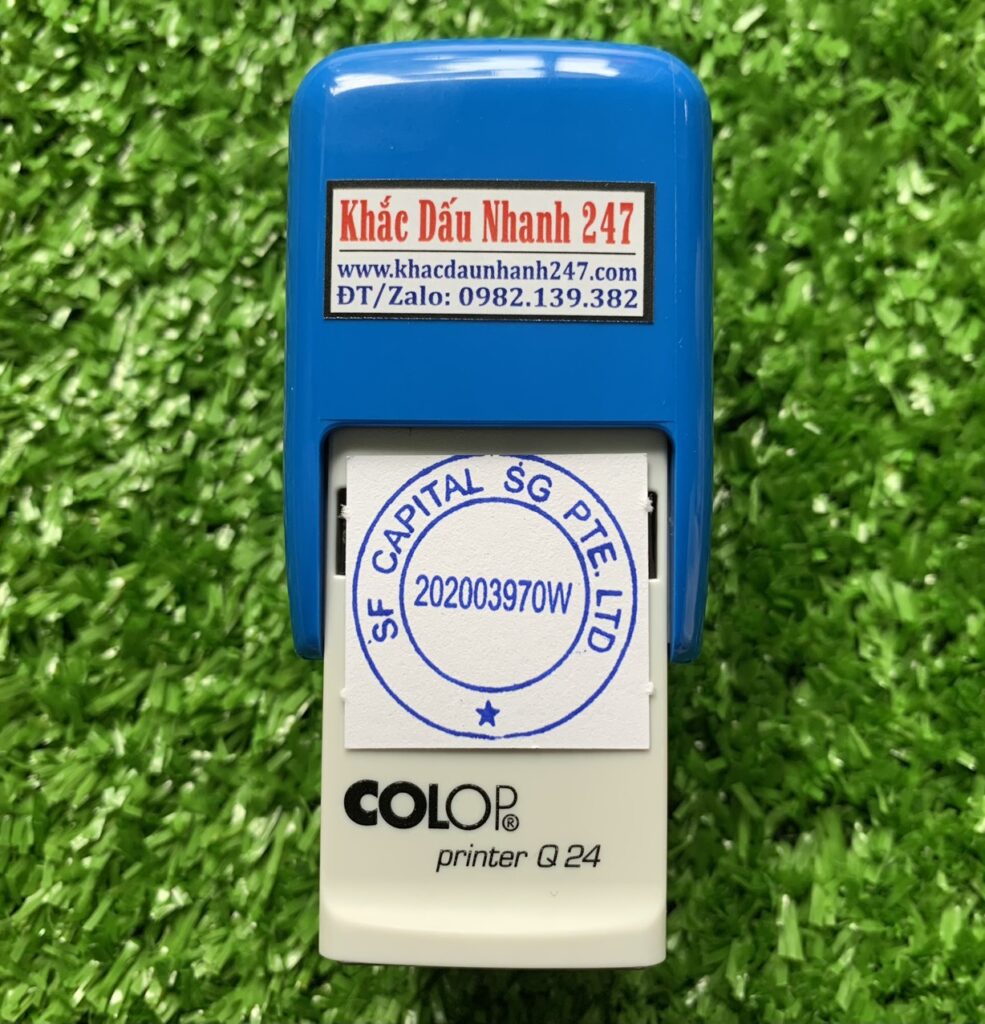 Khắc Dấu Nhanh 247
www.khacdaunhanh247.com
ĐT/Zalo: 0982.139.382
SF CAPITAL SG PTE. LTD
202003970W
COLOP®
printer Q 24